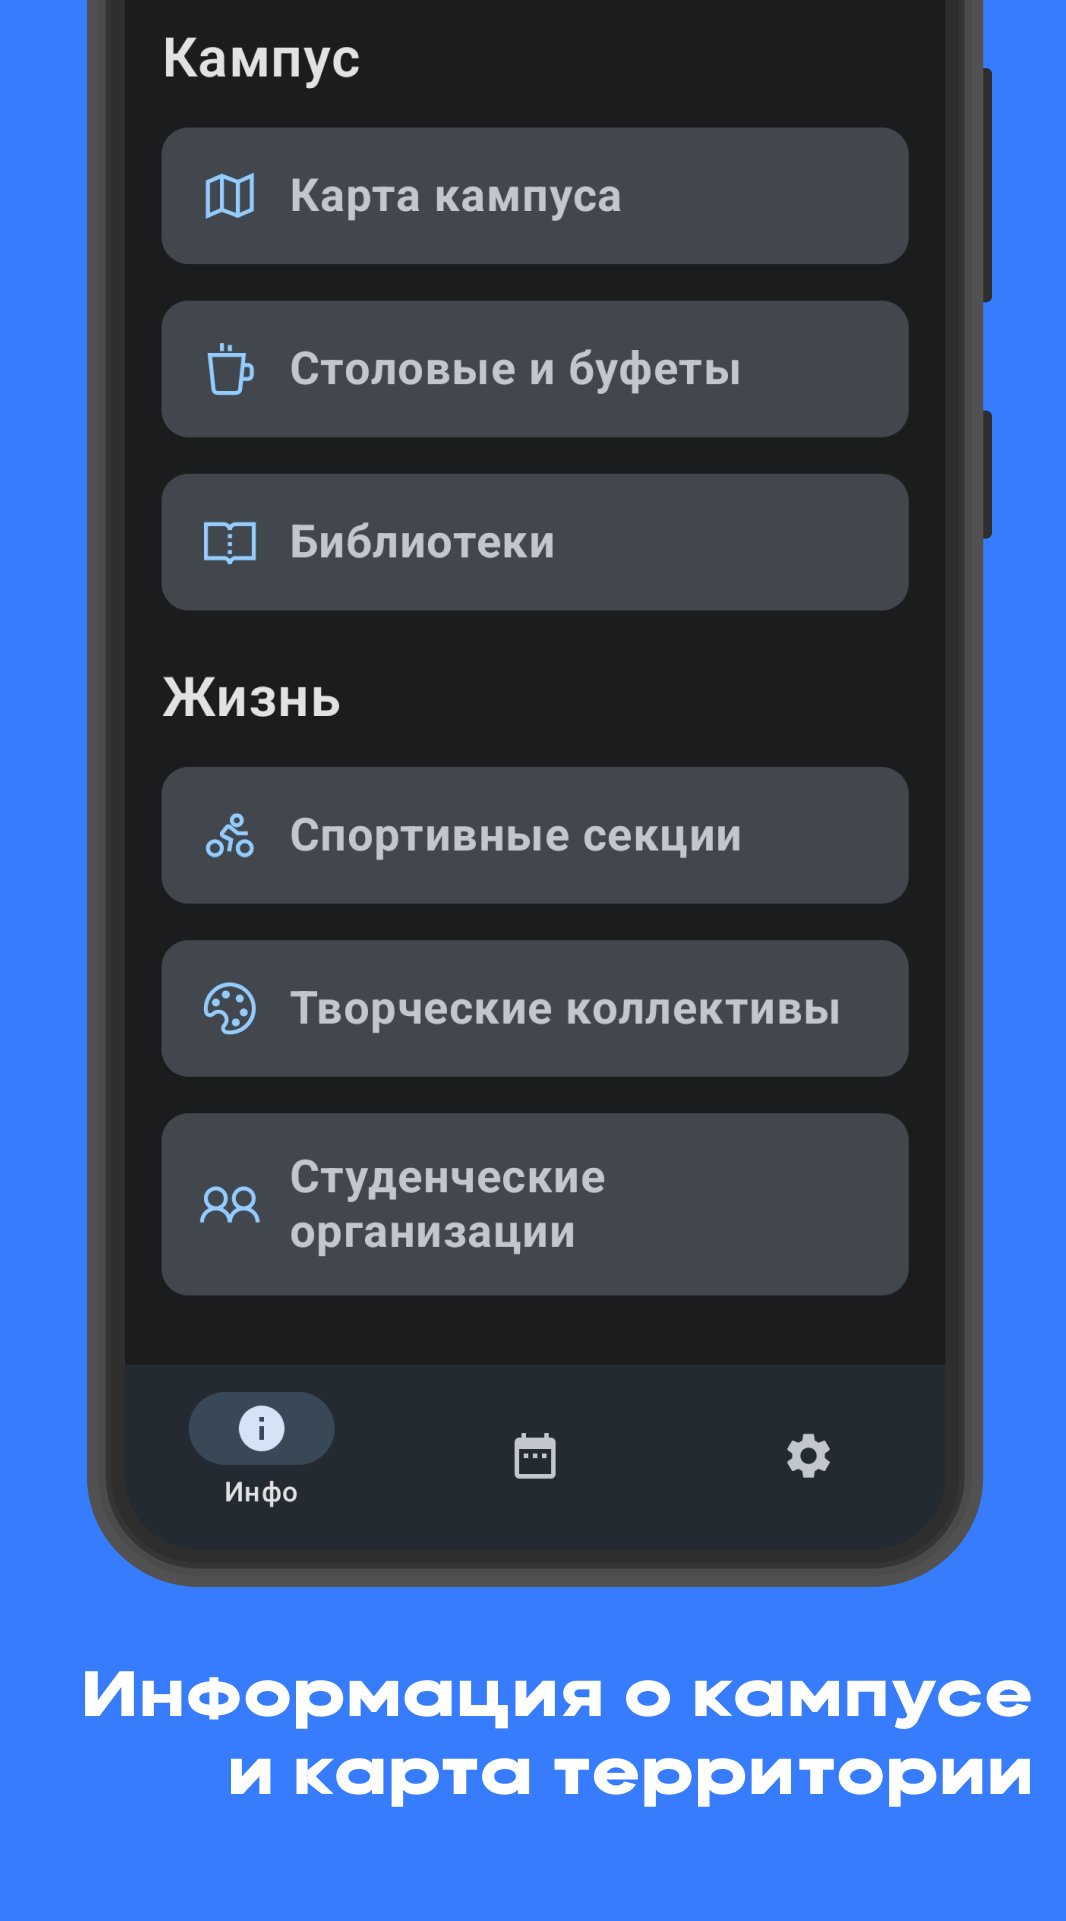 Кампус
Карта кампуса
Столовые и буфеты
Библиотеки
Жизнь
Спортивные секции
Творческие коллективы
Студенческие
организации
Инфо
Информация о кампусе
и карта территории